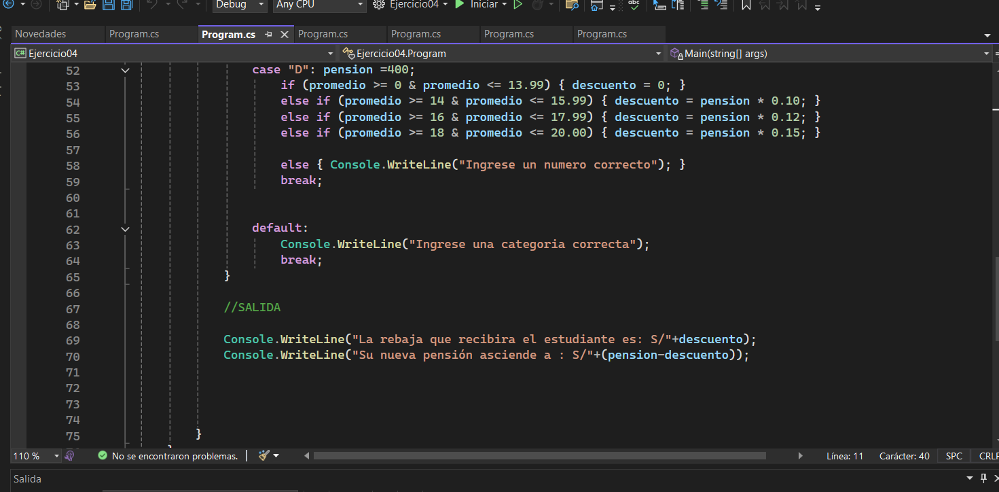 Debug Any CPU Ejercicio04 Iniciar abc
Novedades Program.cs Program.cs Program.cs Program.cs Program.cs Program.cs
C# Ejercicio04 Ejercicio04.Program Main(string[] args)
52 case "D": pension =400;
53 if (promedio >= 0 & promedio <= 13.99) { descuento = 0; }
54 else if (promedio >= 14 & promedio <= 15.99) { descuento = pension * 0.10; }
55 else if (promedio >= 16 & promedio <= 17.99) { descuento = pension * 0.12; }
56 else if (promedio >= 18 & promedio <= 20.00) { descuento = pension * 0.15; }
57
58 else { Console.WriteLine("Ingrese un numero correcto"); }
59 break;
60
61
62 default:
63 Console.WriteLine("Ingrese una categoria correcta");
64 break;
65 }
66
67 //SALIDA
68
69 Console.WriteLine("La rebaja que recibira el estudiante es: S/"+descuento);
70 Console.WriteLine("Su nueva pensión asciende a : S/"+(pension-descuento));
71
72
73
74
75 }
110 % No se encontraron problemas. Línea: 11 Carácter: 40 SPC
Salida